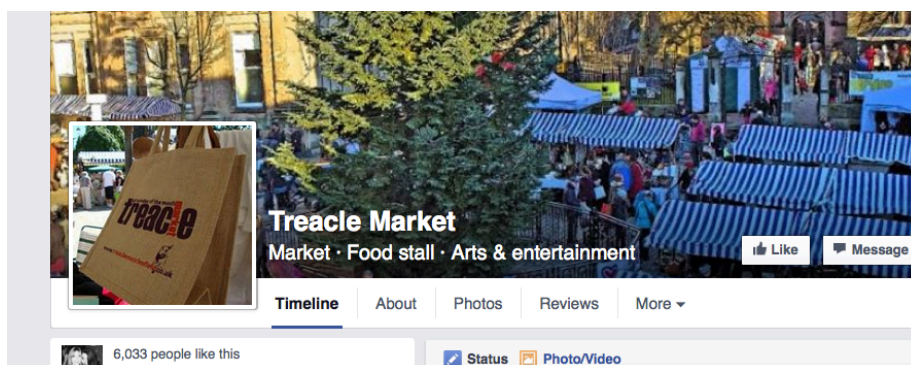 treacle
market
Treacle Market
Market · Food stall · Arts & entertainment
Like
Message
Timeline
About
Photos
Reviews
More
6,033 people like this
Status
Photo/Video